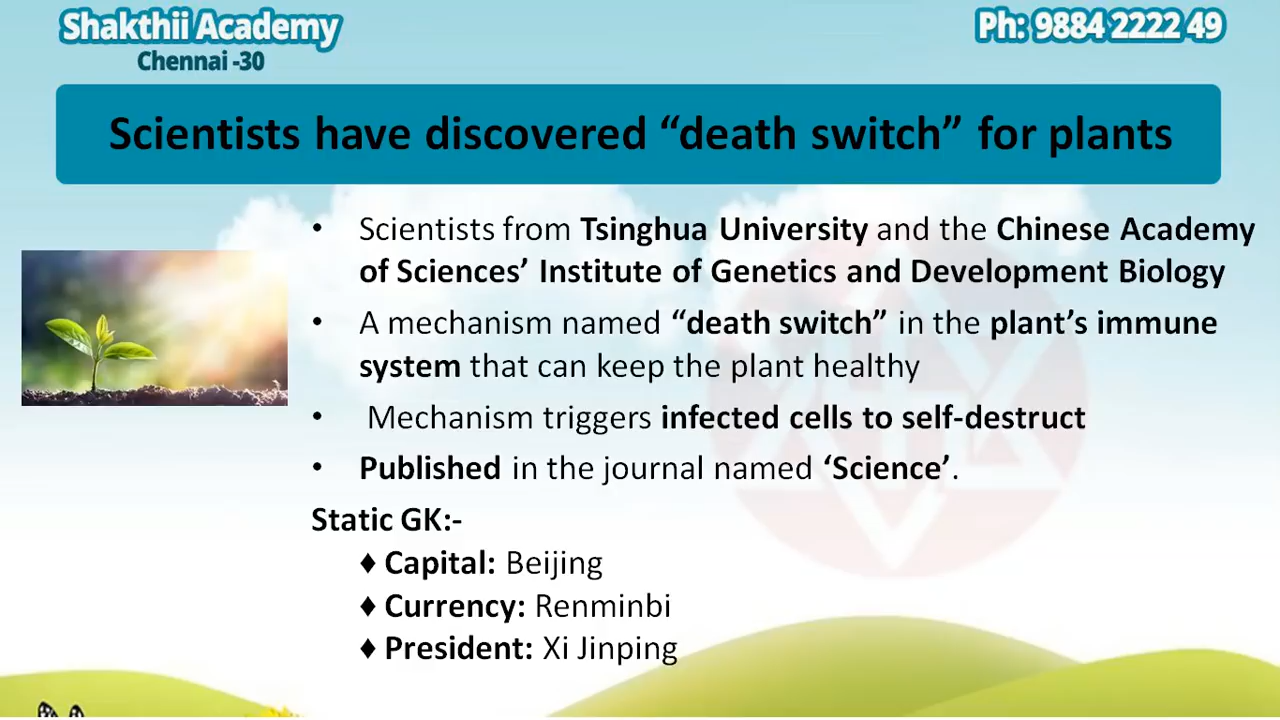 Shakthii Academy
Chennai -30
Ph: 9884 2222 49
Scientists have discovered “death switch” for plants
• Scientists from Tsinghua University and the Chinese Academy
of Sciences’ Institute of Genetics and Development Biology
• A mechanism named “death switch” in the plant’s immune
system that can keep the plant healthy
• Mechanism triggers infected cells to self-destruct
• Published in the journal named ‘Science’.
Static GK:-
♦ Capital: Beijing
♦ Currency: Renminbi
♦ President: Xi Jinping